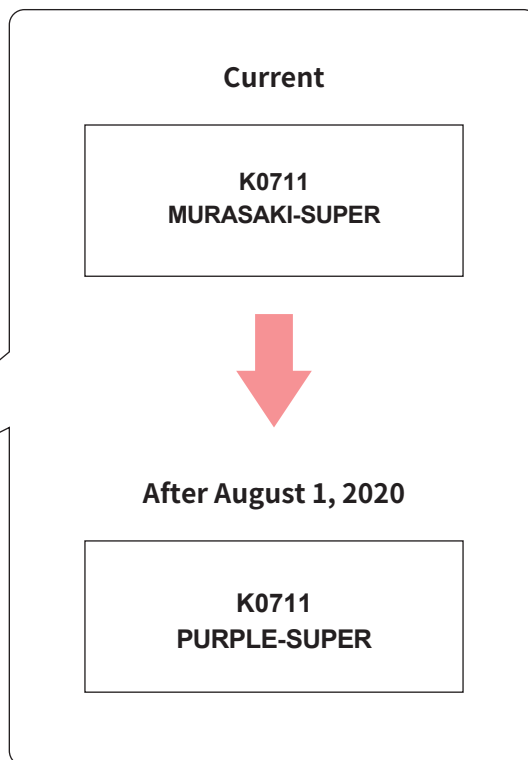 Current
K0711
MURASAKI-SUPER
After August 1, 2020
K0711
PURPLE-SUPER